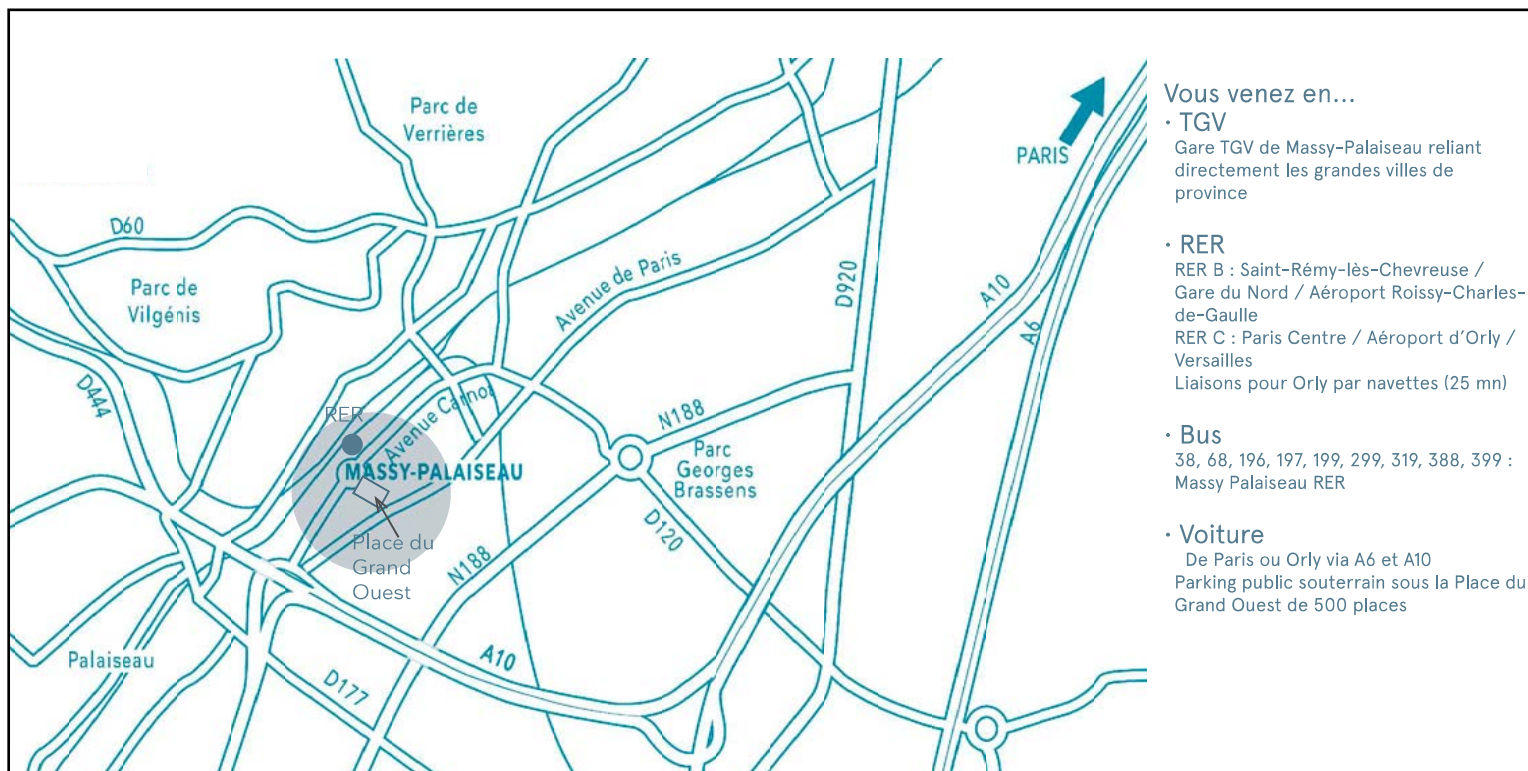 Parc de
Verrières
PARIS
D60
Parc de
Vilgénis
Avenue de Paris
D920
A10
A6
D444
RER
Avenue Carnot
MASSY-PALAISEAU
N188
Parc
Georges
Brassens
Place du
Grand
Ouest
N188
D120
Palaiseau
D177
A10
Vous venez en...
· TGV
Gare TGV de Massy-Palaiseau reliant
directement les grandes villes de
province
· RER
RER B : Saint-Rémy-lès-Chevreuse /
Gare du Nord / Aéroport Roissy-Charles-
de-Gaulle
RER C : Paris Centre / Aéroport d'Orly /
Versailles
Liaisons pour Orly par navettes (25 mn)
· Bus
38, 68, 196, 197, 199, 299, 319, 388, 399 :
Massy Palaiseau RER
· Voiture
De Paris ou Orly via A6 et A10
Parking public souterrain sous la Place du
Grand Ouest de 500 places